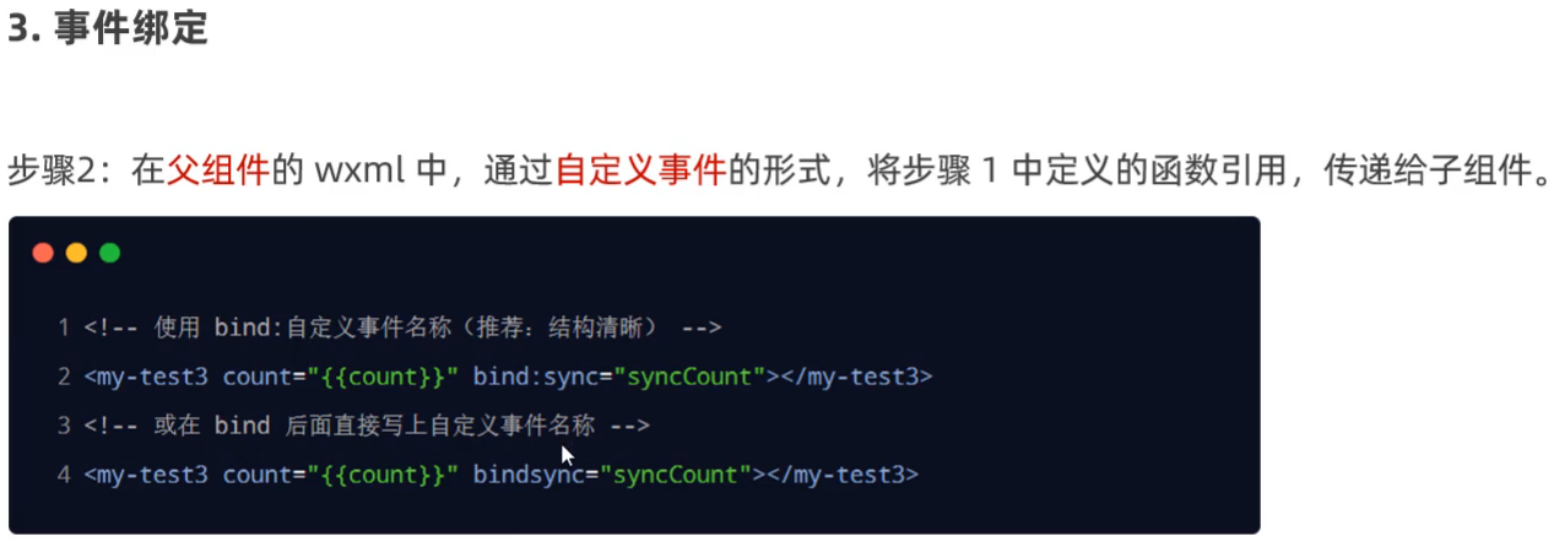 3. 事件绑定
步骤2：在父组件的 wxml 中，通过自定义事件的形式，将步骤 1 中定义的函数引用，传递给子组件。
1 <!-- 使用 bind:自定义事件名称（推荐：结构清晰） -->
2 <my-test3 count="{{count}}" bind:sync="syncCount"></my-test3>
3 <!-- 或在 bind 后面直接写上自定义事件名称 -->
4 <my-test3 count="{{count}}" bindsync="syncCount"></my-test3>